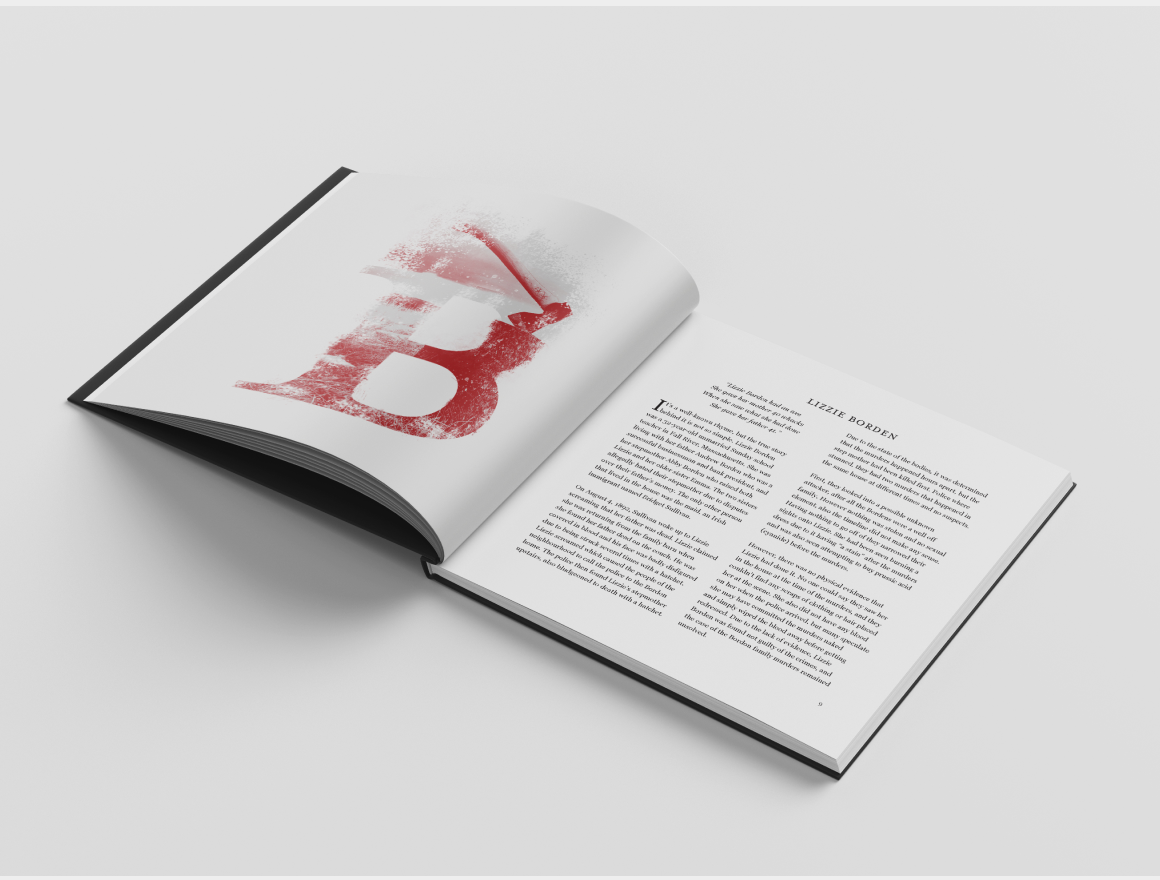 B
LIZZIE BORDEN
"Lizzie Borden had an axe
She gave her mother 40 whacks
When she saw what she had done
She gave her father 41."
It's a well-known rhyme, but the true story
behind it is not so simple. Lizzie Borden
was a 32-year-old unmarried Sunday school
teacher in Fall River, Massachusetts. She was
living with her father Andrew Borden who was a
successful businessman and bank president, and
her stepmother Abby Borden who raised both
Lizzie and her older sister Emma. The two sisters
allegedly hated their stepmother due to disputes
over their father's money. The only other person
that lived in the house was the maid, an Irish
immigrant named Bridget Sullivan.
On August 4, 1892, Sullivan woke up to Lizzie
screaming that her father was dead. Lizzie claimed
she was returning from the family barn when
she found her father dead on the couch. He was
covered in blood and his face was badly disfigured
due to being struck several times with a hatchet.
Lizzie screamed which caused the people of the
neighbourhood to call the police to the Borden
home. The police then found Lizzie's stepmother
upstairs, also bludgeoned to death with a hatchet.
Due to the state of the bodies, it was determined
that the murders happened hours apart, but the
step mother had been killed first. Police where
stunned, they had two murders that happened in
the same house at different times and no suspects.
First, they looked into a possible unknown
attacker, after all the Bordens were a well off
family. However nothing was stolen and no sexual
element, also the timeline did not make any sense.
Having nothing to go off of they narrowed their
sights onto Lizzie. She had been seen burning a
dress due to it having "a stain" after the murders
and was also seen attempting to buy prussic acid
(cyanide) before the murders.
However, there was no physical evidence that
Lizzie had done it. No one could say they saw her
in the house at the time of the murders, and they
couldn't find any scraps of clothing or hair placed
her at the scene. She also did not have any blood
on her when the police arrived, but many speculate
she may have committed the murders naked
and simply wiped the blood away before getting
redressed. Due to the lack of evidence, Lizzie
Borden was found not guilty of the crimes, and
the case of the Bordon family murders remained
unsolved.
9